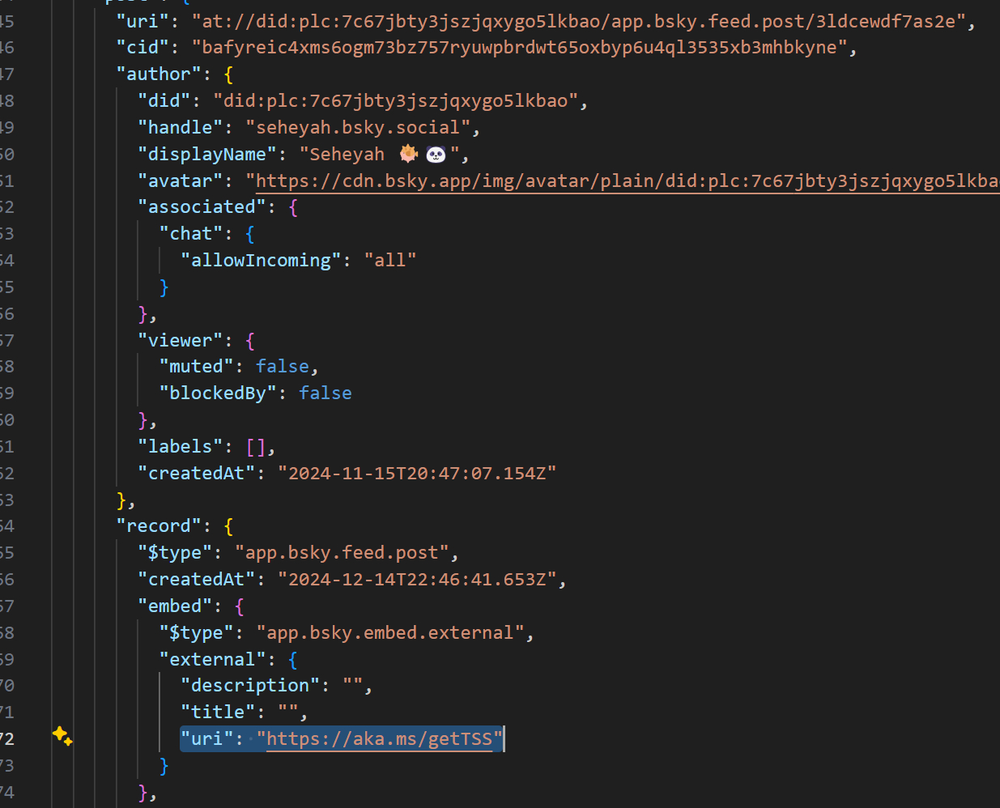 45 "uri": "at://did:plc:7c67jbty3jszjqxygo5lkbao/app.bsky.feed.post/3ldcewdf7as2e",
46 "cid": "bafyreic4xms6ogm73bz757ryuwpbrdwt65oxbyp6u4ql3535xb3mhbkyne",
47 "author": {
48 "did": "did:plc:7c67jbty3jszjqxygo5lkbao",
49 "handle": "seheyah.bsky.social",
50 "displayName": "Seheyah 🐡🐼",
51 "avatar": "https://cdn.bsky.app/img/avatar/plain/did:plc:7c67jbty3jszjqxygo5lkba
52 "associated": {
53 "chat": {
54 "allowIncoming": "all"
55 }
56 },
57 "viewer": {
58 "muted": false,
59 "blockedBy": false
60 },
61 "labels": [],
62 "createdAt": "2024-11-15T20:47:07.154Z"
63 },
64 "record": {
65 "$type": "app.bsky.feed.post",
66 "createdAt": "2024-12-14T22:46:41.653Z",
67 "embed": {
68 "$type": "app.bsky.embed.external",
69 "external": {
70 "description": "",
71 "title": "",
72 "uri": "https://aka.ms/getTSS"
73 }
74 },